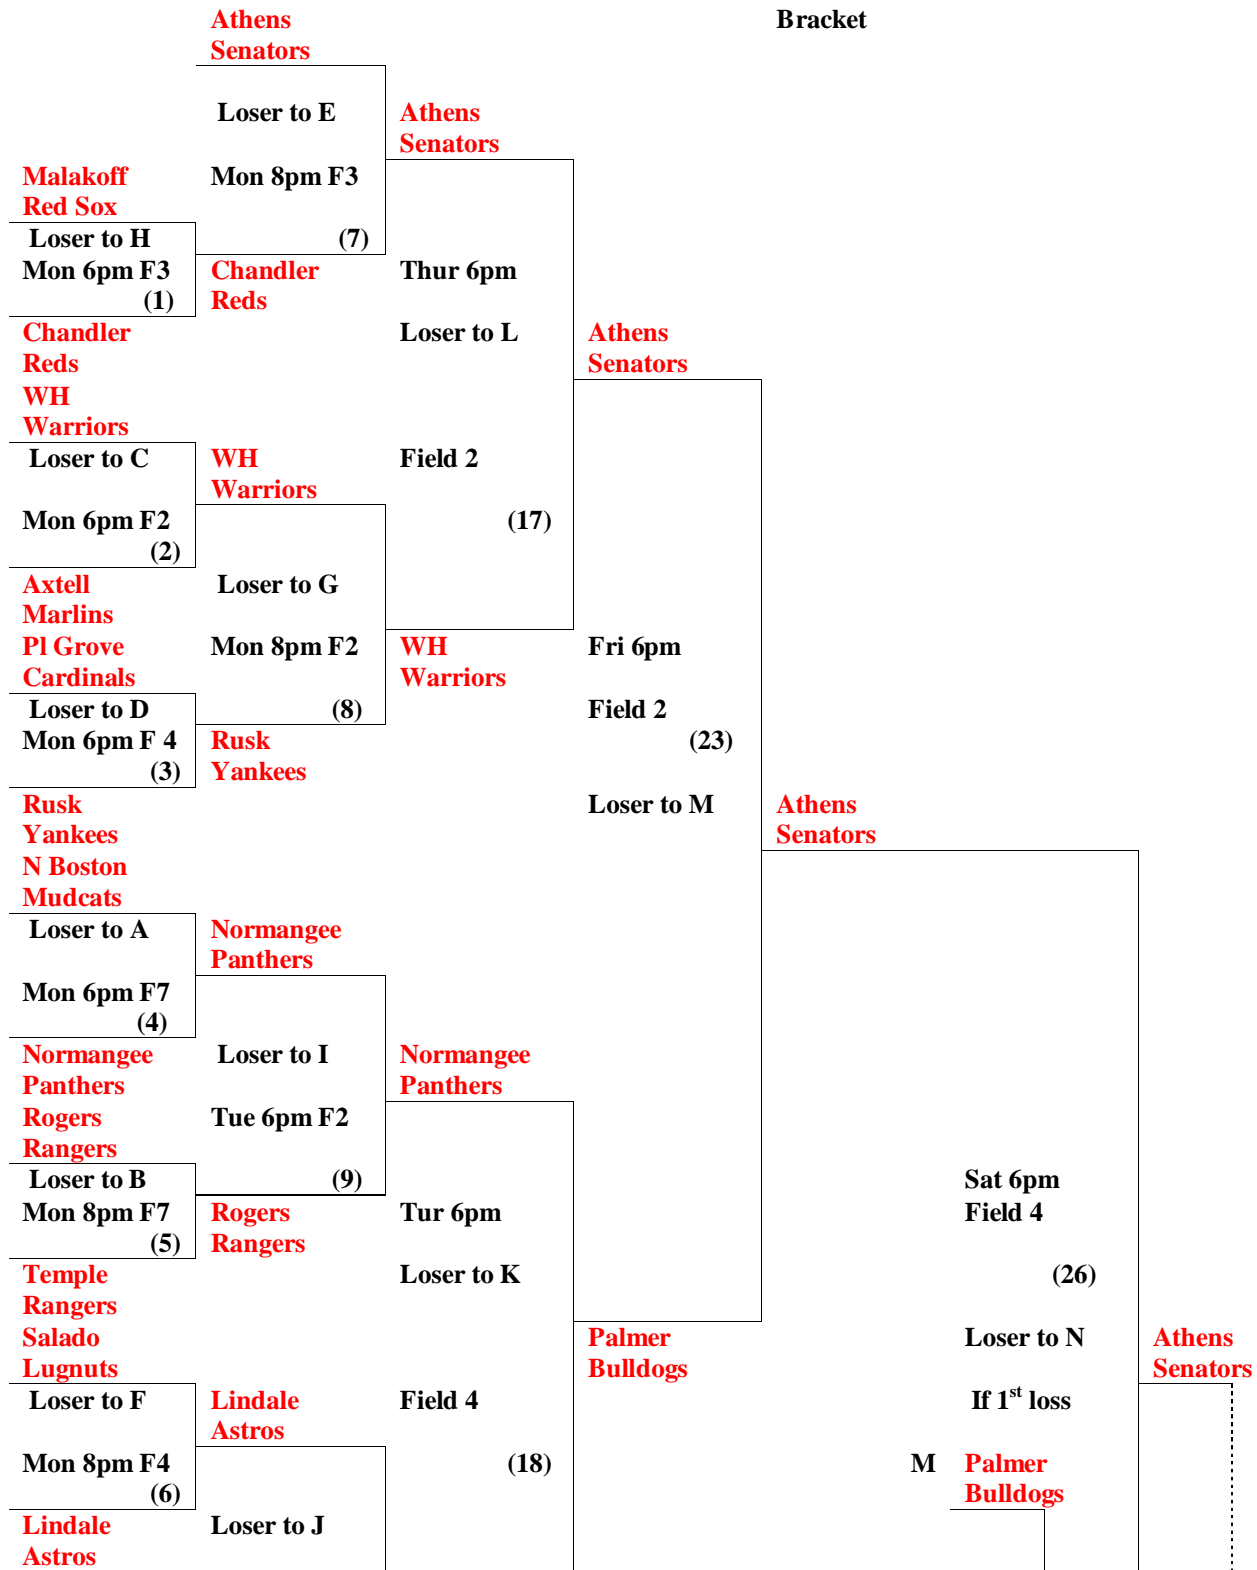 Athens
Senators
Bracket
Loser to E
Athens
Senators
Malakoff
Red Sox
Mon 8pm F3
Loser to H
(7)
Mon 6pm F3
(1)
Chandler
Reds
Thur 6pm
Chandler
Reds
Loser to L
Athens
Senators
WH
Warriors
Loser to C
WH
Warriors
Field 2
Mon 6pm F2
(2)
(17)
Axtell
Marlins
Loser to G
Pl Grove
Cardinals
Mon 8pm F2
WH
Warriors
Fri 6pm
Loser to D
(8)
Field 2
Mon 6pm F 4
(3)
Rusk
Yankees
(23)
Rusk
Yankees
Loser to M
Athens
Senators
N Boston
Mudcats
Loser to A
Normangee
Panthers
Mon 6pm F7
(4)
Normangee
Panthers
Loser to I
Normangee
Panthers
Rogers
Rangers
Tue 6pm F2
Loser to B
(9)
Sat 6pm
Mon 8pm F7
(5)
Rogers
Rangers
Tur 6pm
Field 4
Temple
Rangers
Loser to K
(26)
Salado
Lugnuts
Palmer
Bulldogs
Loser to N
Athens
Senators
Loser to F
Lindale
Astros
Field 4
If 1st loss
Mon 8pm F4
(6)
(18)
M
Palmer
Bulldogs
Lindale
Astros
Loser to J